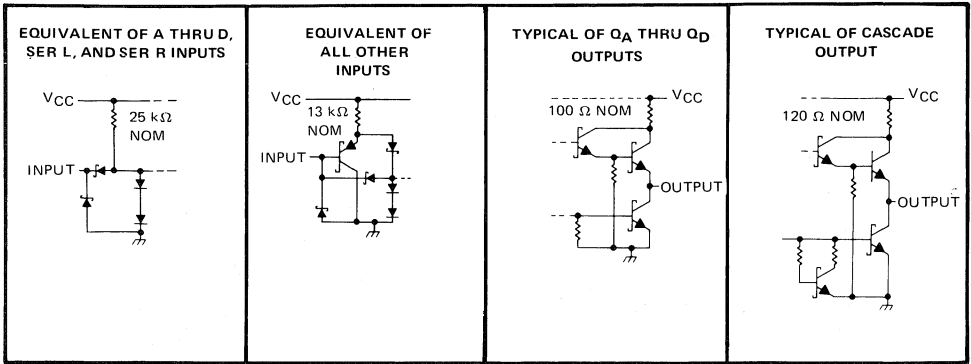 EQUIVALENT OF A THRU D,
SER L, AND SER R INPUTS
VCC
25 kΩ
NOM
INPUT
EQUIVALENT OF
ALL OTHER
INPUTS
VCC
13 kΩ
NOM
INPUT
TYPICAL OF QA THRU QD
OUTPUTS
VCC
100 Ω NOM
OUTPUT
TYPICAL OF CASCADE
OUTPUT
VCC
120 Ω NOM
OUTPUT